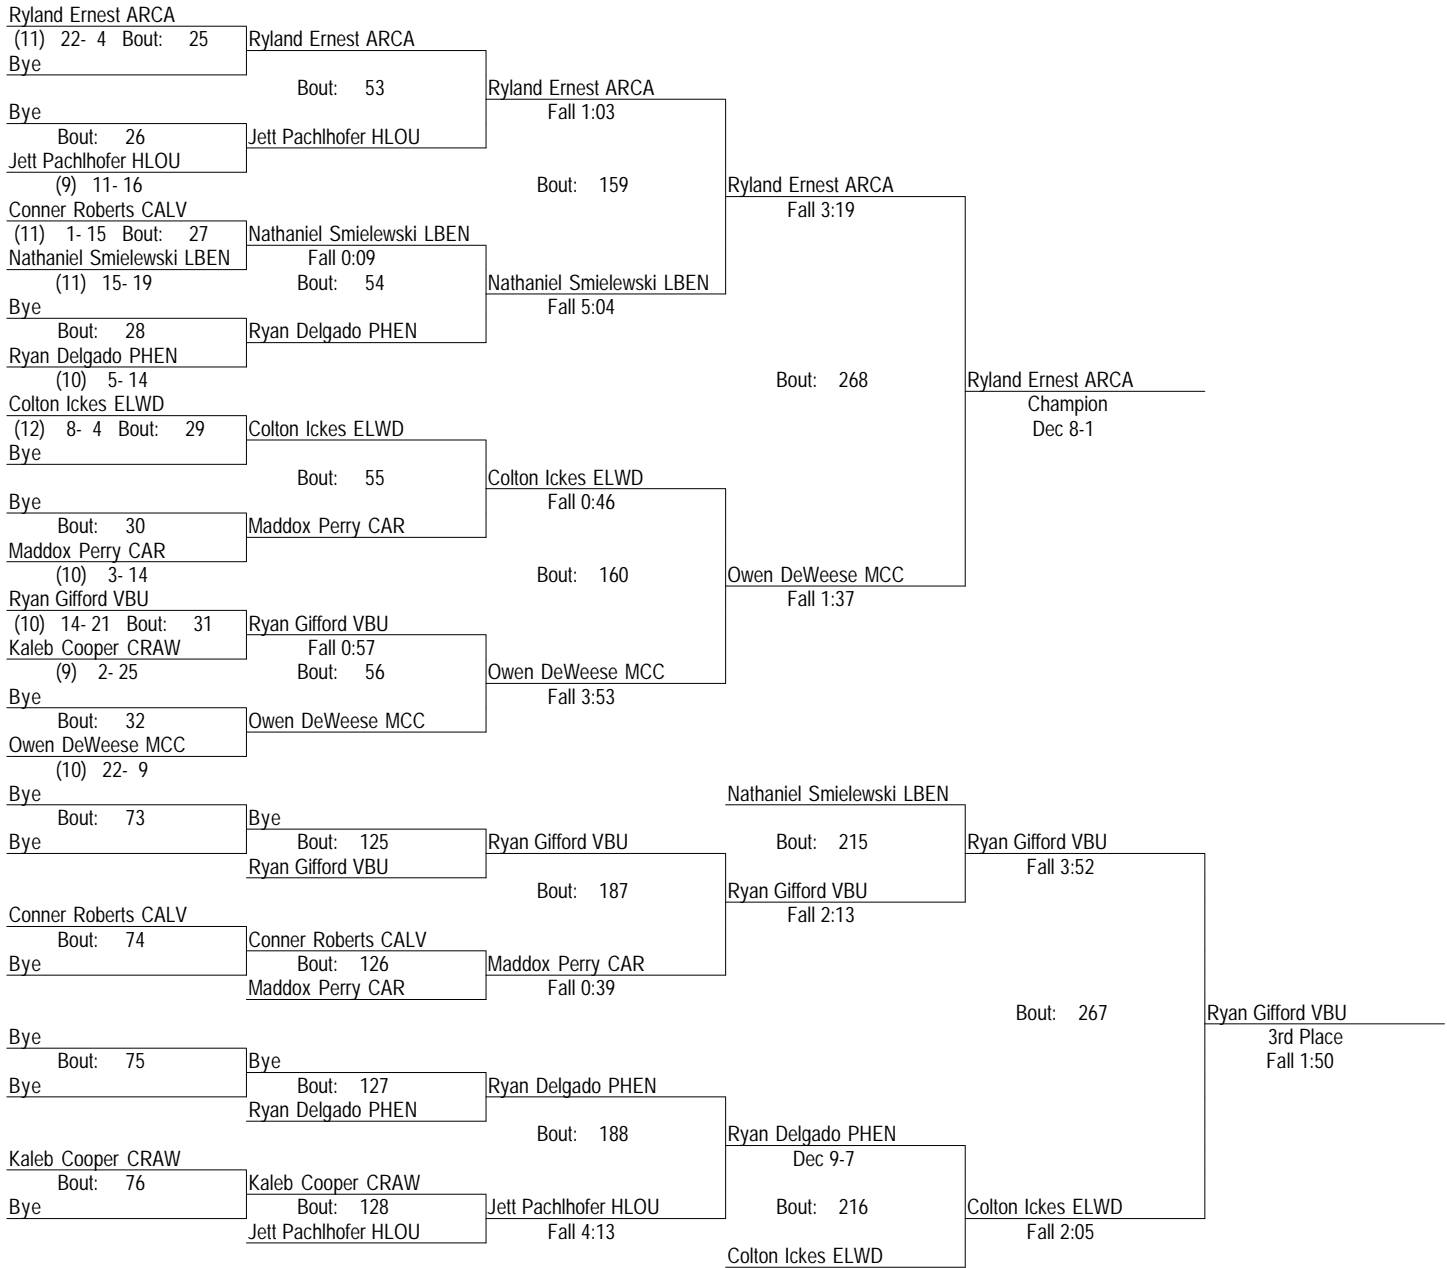 Ryland Ernest ARCA
(11) 22- 4 Bout: 25 Ryland Ernest ARCA
Bye
Bout: 53 Ryland Ernest ARCA
Bye Fall 1:03
Bout: 26 Jett Pachlhofer HLOU
Jett Pachlhofer HLOU
(9) 11- 16 Bout: 159 Ryland Ernest ARCA
Conner Roberts CALV Fall 3:19
(11) 1- 15 Bout: 27 Nathaniel Smielewski LBEN
Nathaniel Smielewski LBEN Fall 0:09
(11) 15- 19 Bout: 54 Nathaniel Smielewski LBEN
Bye Fall 5:04
Bout: 28 Ryan Delgado PHEN
Ryan Delgado PHEN
(10) 5- 14 Bout: 268 Ryland Ernest ARCA
Colton Ickes ELWD Champion
(12) 8- 4 Bout: 29 Colton Ickes ELWD Dec 8-1
Bye
Bout: 55 Colton Ickes ELWD
Bye Fall 0:46
Bout: 30 Maddox Perry CAR
Maddox Perry CAR
(10) 3- 14 Bout: 160 Owen DeWeese MCC
Ryan Gifford VBU Fall 1:37
(10) 14- 21 Bout: 31 Ryan Gifford VBU
Kaleb Cooper CRAW Fall 0:57
(9) 2- 25 Bout: 56 Owen DeWeese MCC
Bye Fall 3:53
Bout: 32 Owen DeWeese MCC
Owen DeWeese MCC
(10) 22- 9
Bye Nathaniel Smielewski LBEN
Bout: 73 Bye
Bye Bout: 125 Ryan Gifford VBU Bout: 215 Ryan Gifford VBU
Ryan Gifford VBU Fall 3:52
Bout: 187 Ryan Gifford VBU
Conner Roberts CALV Fall 2:13
Bout: 74 Conner Roberts CALV
Bye Bout: 126 Maddox Perry CAR
Maddox Perry CAR Fall 0:39
Bout: 267 Ryan Gifford VBU
Bye 3rd Place
Bout: 75 Bye Fall 1:50
Bye Bout: 127 Ryan Delgado PHEN
Ryan Delgado PHEN
Bout: 188 Ryan Delgado PHEN
Kaleb Cooper CRAW Dec 9-7
Bout: 76 Kaleb Cooper CRAW
Bye Bout: 128 Jett Pachlhofer HLOU Bout: 216 Colton Ickes ELWD
Jett Pachlhofer HLOU Fall 4:13 Fall 2:05
Colton Ickes ELWD